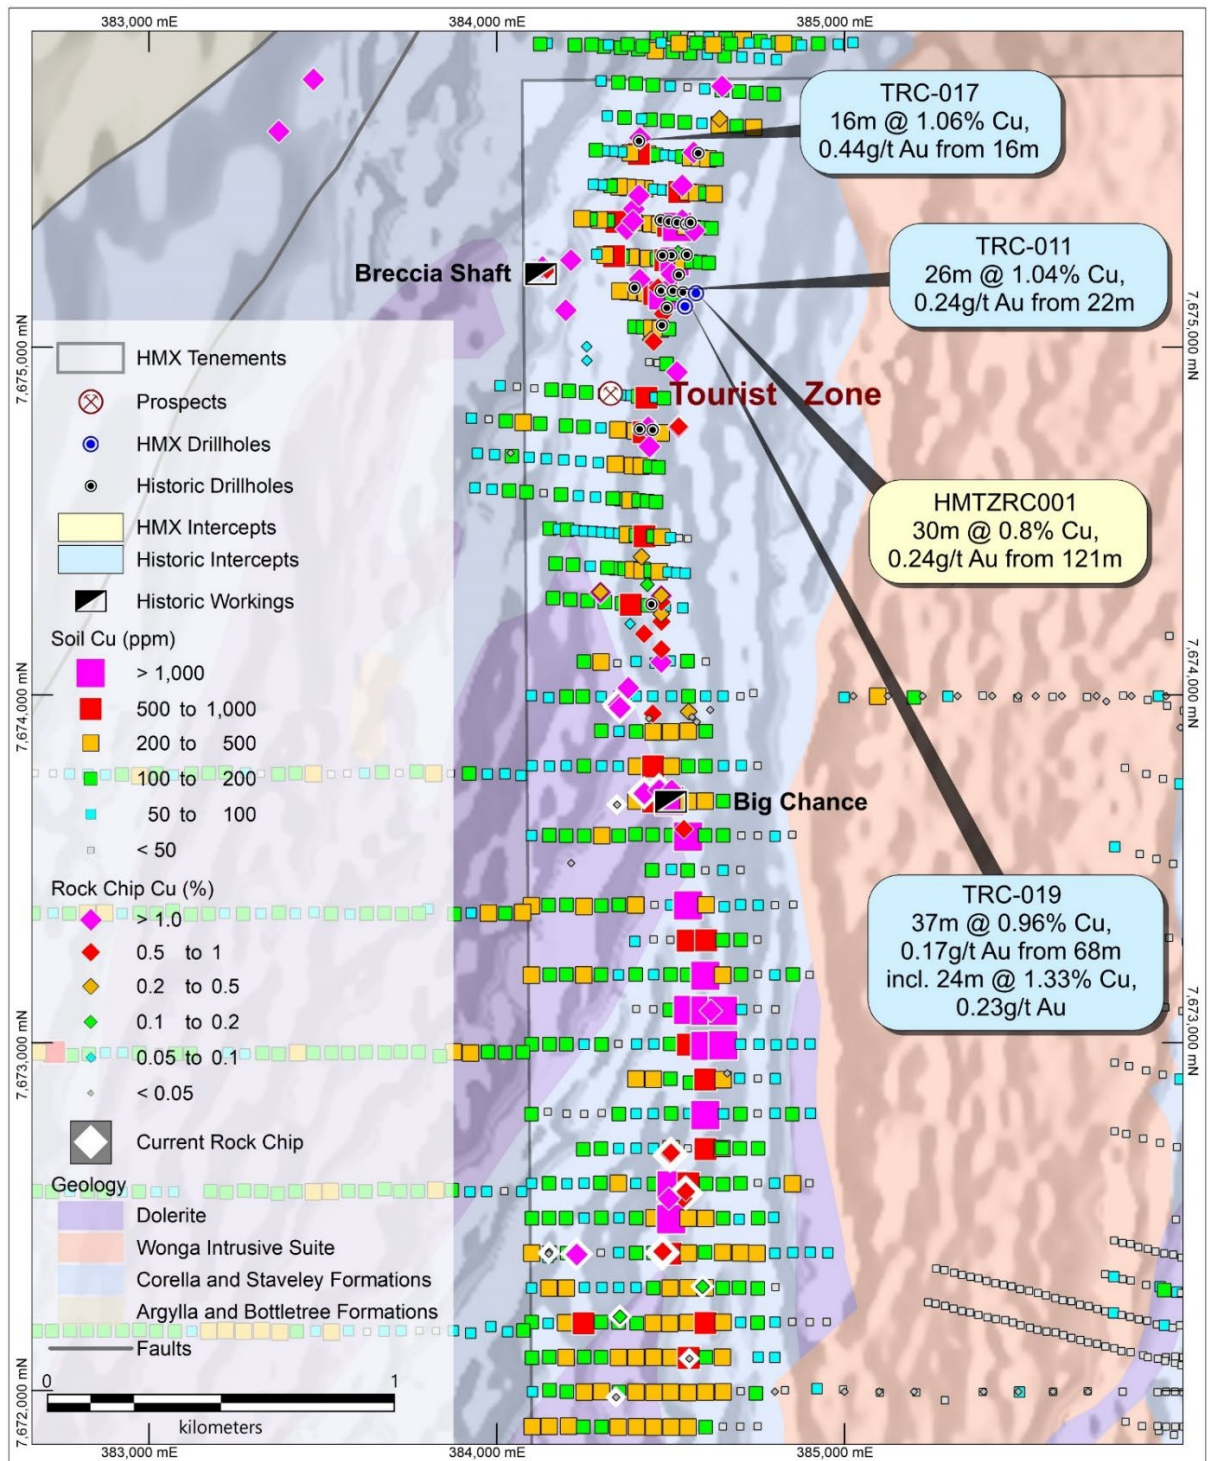 383,000 mE
384,000 mE
385,000 mE
TRC-017
16m @ 1.06% Cu,
0.44g/t Au from 16m
TRC-011
26m @ 1.04% Cu,
0.24g/t Au from 22m
Breccia Shaft
7,675,000 mN
7,675,000 mN
HMX Tenements
Prospects
HMX Drillholes
Historic Drillholes
HMX Intercepts
Historic Intercepts
Historic Workings
Tourist Zone
HMTZRC001
30m @ 0.8% Cu,
0.24g/t Au from 121m
Soil Cu (ppm)
> 1,000
500 to 1,000
200 to 500
100 to 200
50 to 100
< 50
7,674,000 mN
7,674,000 mN
Big Chance
Rock Chip Cu (%)
> 1.0
0.5 to 1
0.2 to 0.5
0.1 to 0.2
0.05 to 0.1
< 0.05
Current Rock Chip
TRC-019
37m @ 0.96% Cu,
0.17g/t Au from 68m
incl. 24m @ 1.33% Cu,
0.23g/t Au
7,673,000 mN
7,673,000 mN
Geology
Dolerite
Wonga Intrusive Suite
Corella and Staveley Formations
Argylla and Bottletree Formations
Faults
0 1
kilometers
7,672,000 mN
7,672,000 mN
383,000 mE
384,000 mE
385,000 mE